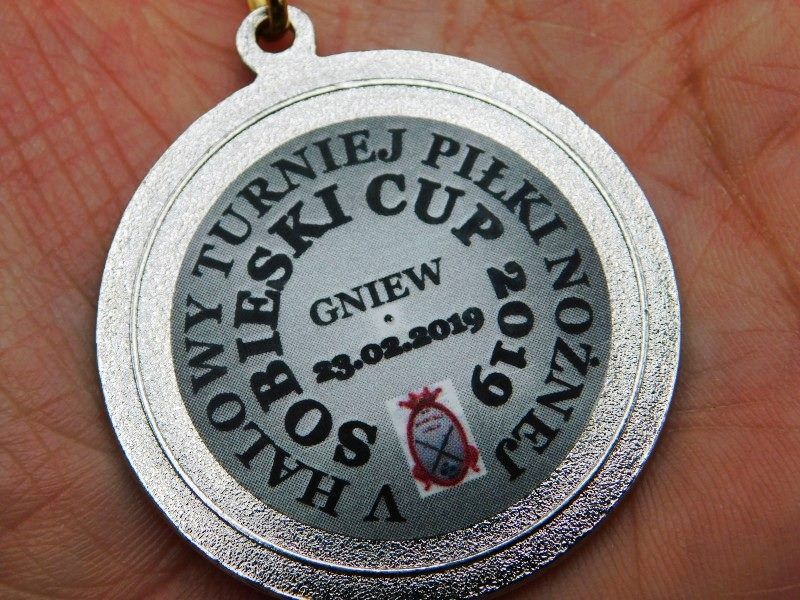 V HALOWY TURNIEJ PIŁKI NOŻNEJ
SOBIESKI CUP 2019
GNIEW
23.02.2019